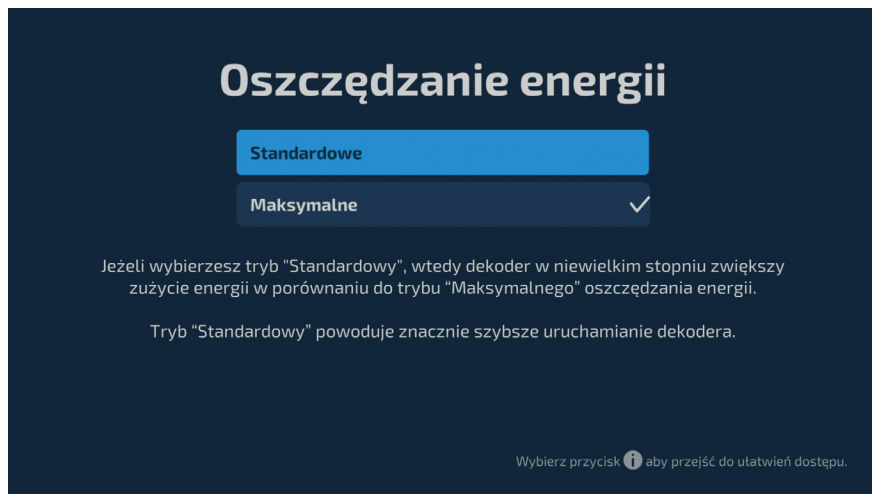 Oszczędzanie energii
Standardowe
Maksymalne
Jeżeli wybierzesz tryb "Standardowy", wtedy dekoder w niewielkim stopniu zwiększy
zużycie energii w porównaniu do trybu “Maksymalnego” oszczędzania energii.
Tryb “Standardowy” powoduje znacznie szybsze uruchamianie dekodera.
Wybierz przycisk i aby przejść do ułatwień dostępu.